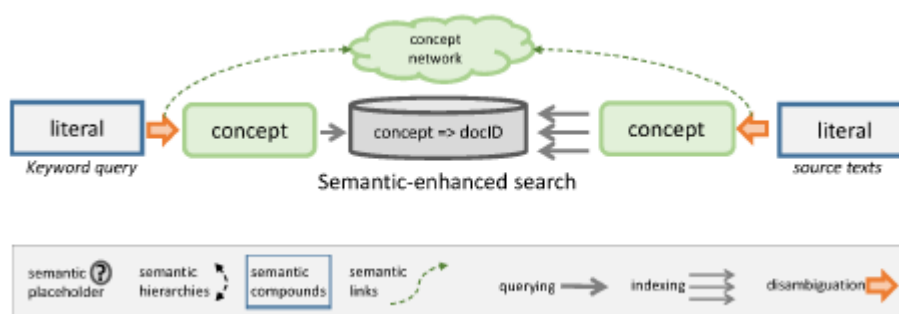 concept
network
literal
concept
concept => docID
concept
literal
Keyword query
source texts
Semantic-enhanced search
semantic
placeholder
?
semantic
hierarchies
semantic
compounds
semantic
links
querying
indexing
disambiguation